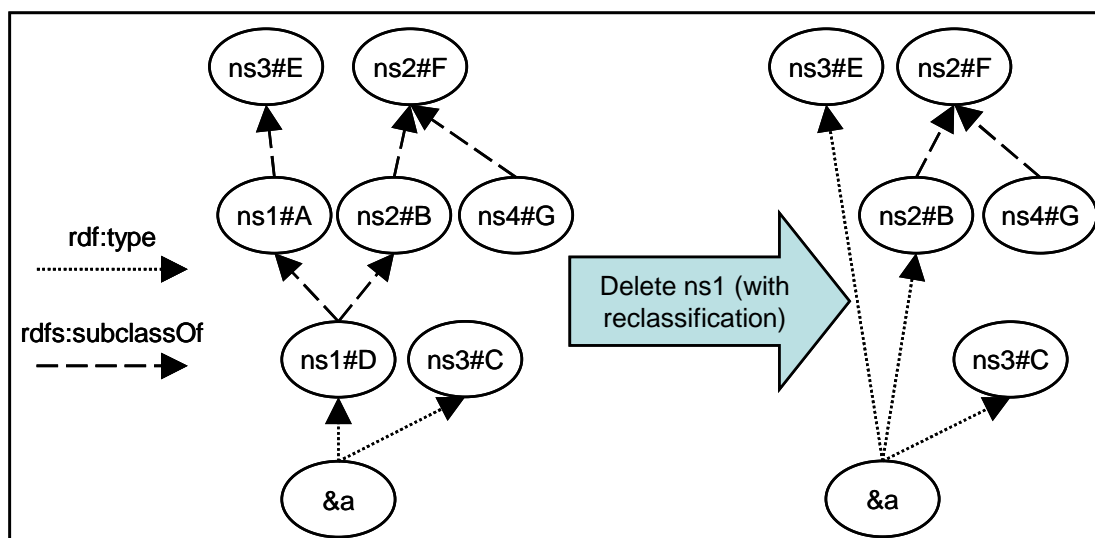 ns3#E
ns2#F
ns3#E
ns2#F
ns1#A
ns2#B
ns4#G
ns2#B
ns4#G
rdf:type
Delete ns1 (with
reclassification)
rdfs:subclassOf
ns1#D
ns3#C
ns3#C
&a
&a